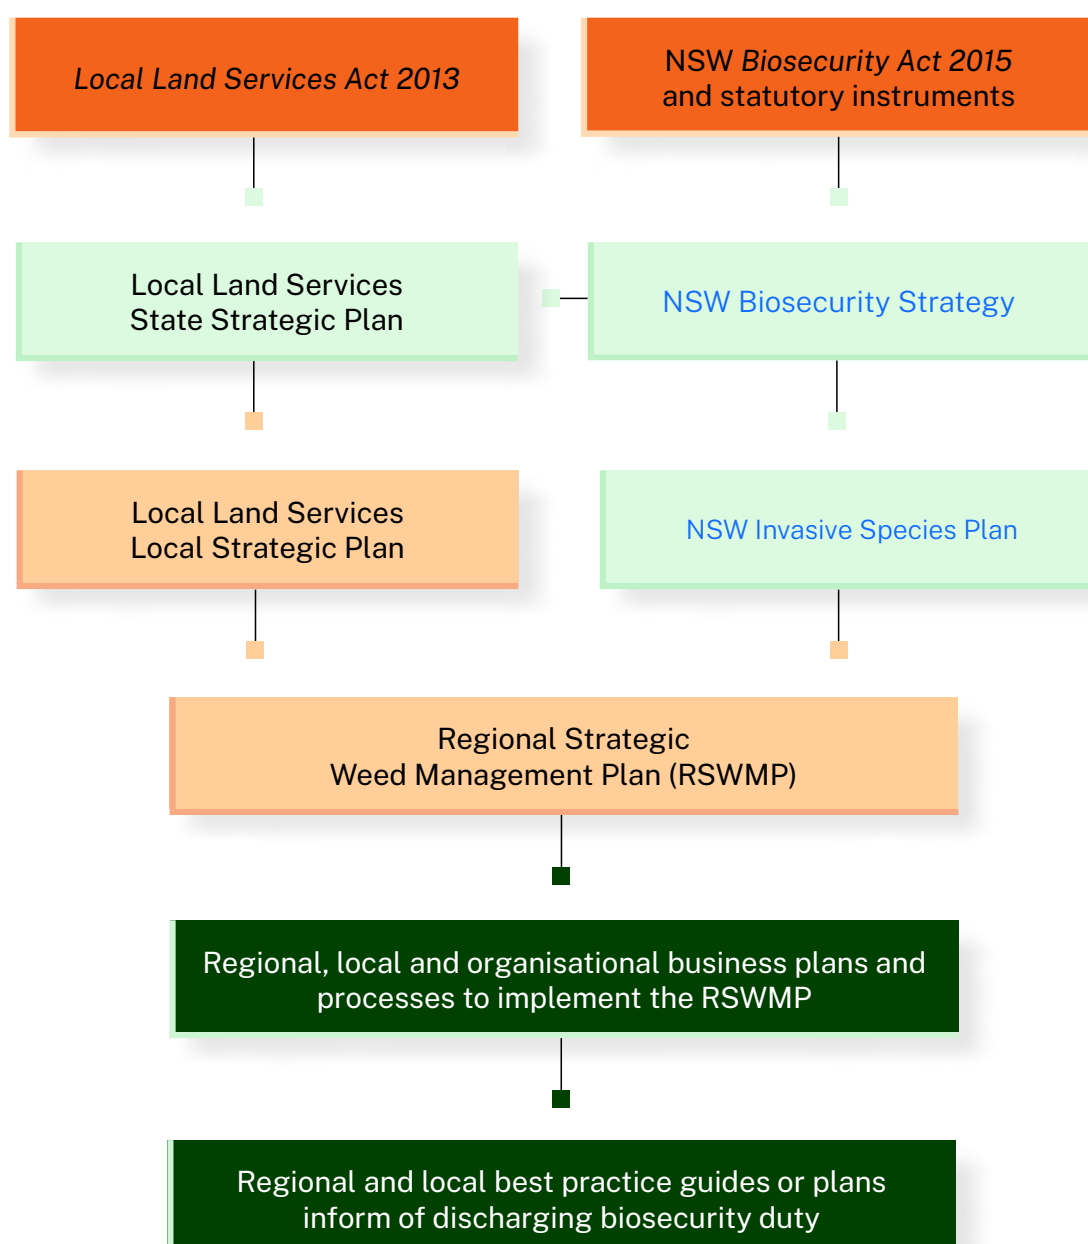 Local Land Services Act 2013
NSW Biosecurity Act 2015
and statutory instruments
Local Land Services
State Strategic Plan
NSW Biosecurity Strategy
Local Land Services
Local Strategic Plan
NSW Invasive Species Plan
Regional Strategic
Weed Management Plan (RSWMP)
Regional, local and organisational business plans and
processes to implement the RSWMP
Regional and local best practice guides or plans
inform of discharging biosecurity duty